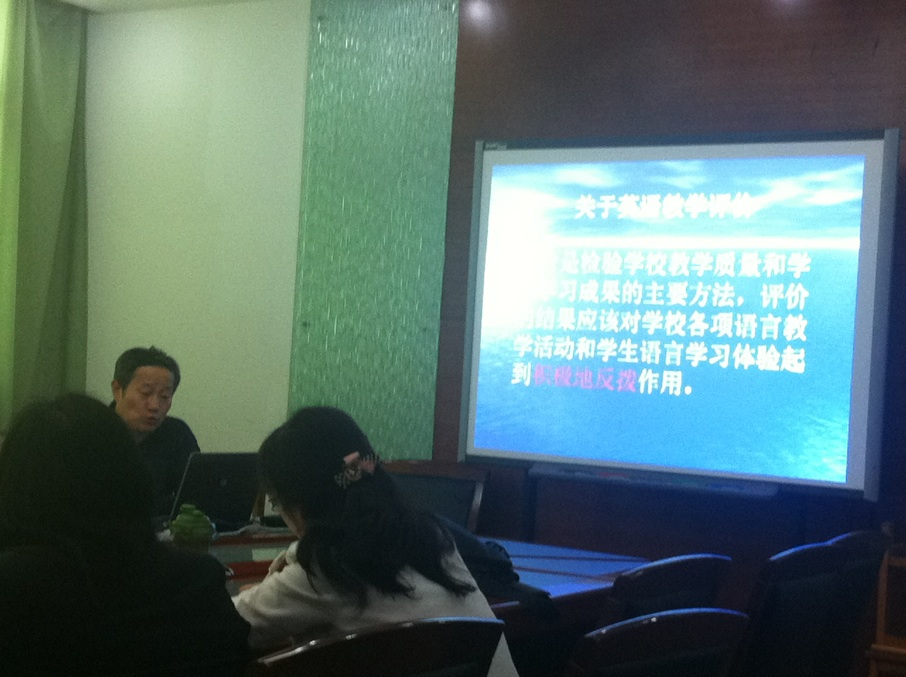 关于英语教学评价
是检验学校教学质量和学
习成果的主要方法，评价
结果应该对学校各项语言教
学活动和学生语言学习体验起
到积极地反拨作用。